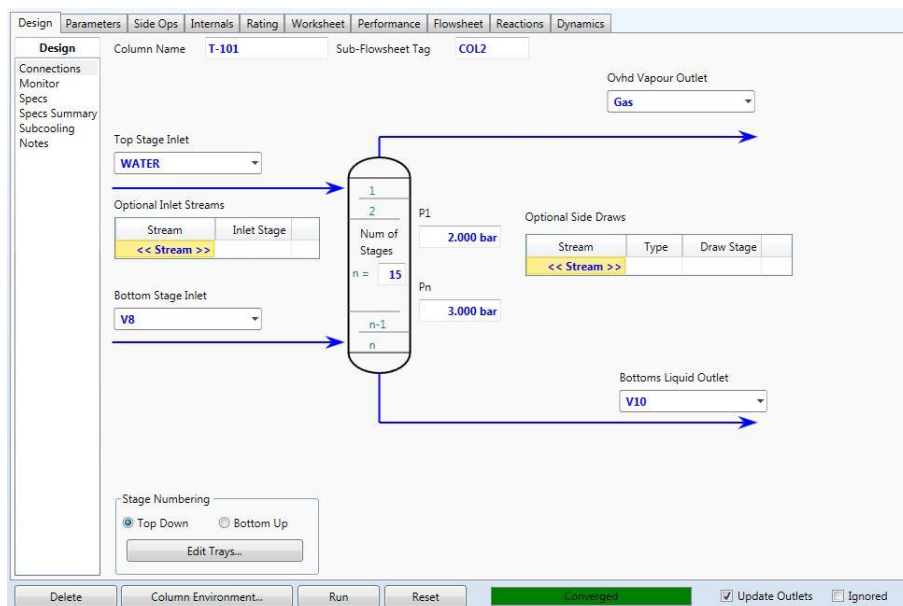 Design Parameters Side Ops Internals Rating Worksheet Performance Flowsheet Reactions Dynamics
Design
Connections
Monitor
Specs
Specs Summary
Subcooling
Notes
Column Name T-101 Sub-Flowsheet Tag COL2
Ovhd Vapour Outlet
Gas
Top Stage Inlet
WATER
Optional Inlet Streams
Stream Inlet Stage
<< Stream >>
Bottom Stage Inlet
V8
1
2
Num of
Stages
n = 15
n-1
n
P1
2.000 bar
Pn
3.000 bar
Optional Side Draws
Stream Type Draw Stage
<< Stream >>
Bottoms Liquid Outlet
V10
Stage Numbering
Top Down Bottom Up
Edit Trays...
Delete Column Environment... Run Reset Converged Update Outlets Ignored